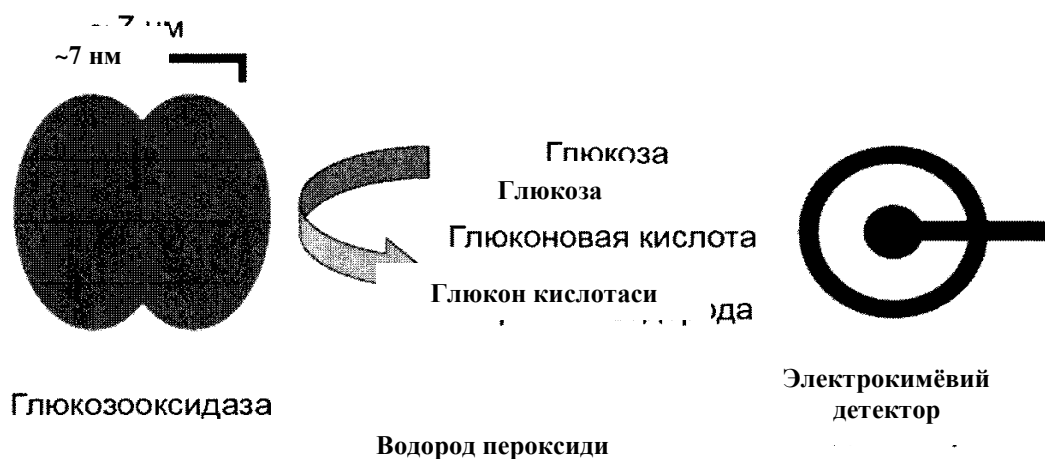 ~7 нм
Глюкоза
Глюкоза
Глюконовая кислота
Глюкон кислотаси
Глюкозооксидаза
Электрокимёвий
детектор
Водород пероксиди